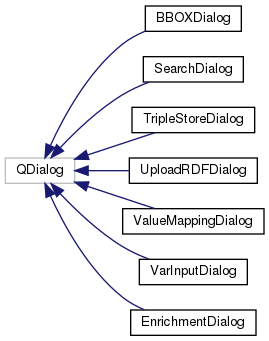 BBOXDialog
SearchDialog
TripleStoreDialog
QDialog
UploadRDFDialog
ValueMappingDialog
VarInputDialog
EnrichmentDialog